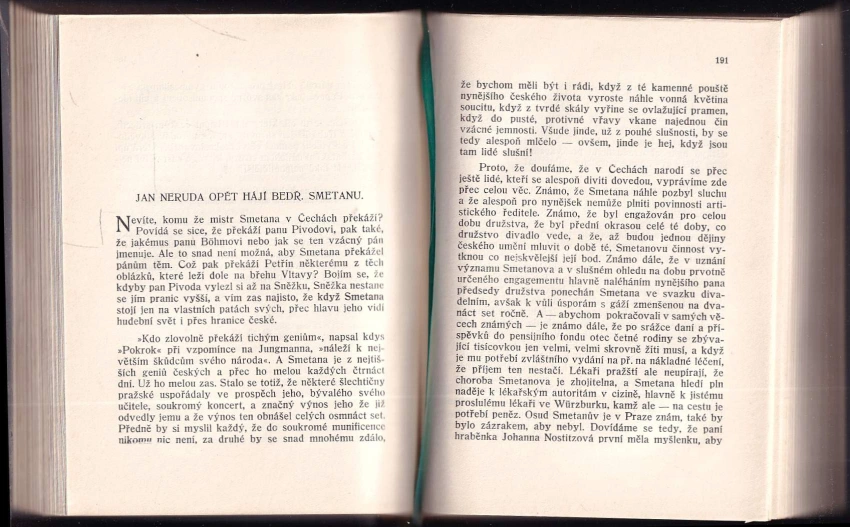 JAN NERUDA OPĚT HÁJÍ BEDŘ. SMETANU.
Nevíte, komu že mistr Smetana v Čechách překáží?
Povídá se sice, že překáží panu Pivodovi, pak také,
že jakémus panu Böhmovi nebo jak se ten vzácný pán
jmenuje. Ale to snad není možná, aby Smetana překážel
pánům těm. Což pak překáží Petřín některému z těch
oblázků, které leží dole na břehu Vltavy? Bojím se, že
kdyby pan Pivoda vylezl si až na Sněžku, Sněžka nestane
se jím pranic vyšší, a vím zas najisto, že když Smetana
stojí jen na vlastních patách svých, přec hlavu jeho vidí
hudební svět i přes hranice české.
»Kdo zlovolně překáží tichým geniům«, napsal kdys
»Pokrok« při vzpomínce na Jungmanna, »náleží k nej-
větším škůdcům svého národa«. A Smetana je z nejtiš-
ších geniů českých a přec ho melou každých čtrnáct
dní. Už ho melou zas. Stalo se totiž, že některé šlechtičny
pražské uspořádaly ve prospěch jeho, bývalého svého
učitele, soukromý koncert, a značný výnos jeho že již
odvedly jemu a že výnos ten obnášel celých osmnáct set.
Předně by si myslil každý, že do soukromé munificence
nikomu nic není, za druhé by se snad mnohému zdálo,
191
že bychom měli být i rádi, když z té kamenné pouště
nynějšího českého života vyroste náhle vonná květina
soucitu, když z tvrdé skály vyřine se ovlažující pramen,
když do pusté, protivné vřavy vkane najednou čin
vzácné jemnosti. Všude jinde, už z pouhé slušnosti, by se
tedy alespoň mlčelo — ovšem, jinde je hej, když jsou
tam lidé slušní!
Proto, že doufáme, že v Čechách narodí se přec
ještě lidé, kteří se alespoň diviti dovedou, vyprávíme zde
přec celou věc. Známo, že Smetana náhle pozbyl sluchu
a že alespoň pro nynějšek nemůže plniti povinnosti arti-
stického ředitele. Známo, že byl engažován pro celou
dobu družstva, že byl přední okrasou celé té doby, co
družstvo divadlo vede, a že, až budou jednou dějiny
českého umění mluvit o době té, Smetanovu činnost vy-
tknou co nejskvělejší její bod. Známo dále, že v uznání
významu Smetanova a v slušném ohledu na dobu prvotně
určeného engagementu hlavně naléháním nynějšího pana
předsedy družstva ponechán Smetana ve svazku diva-
delním, avšak k vůli úsporám s gáží zmenšenou na dva-
náct set ročně. A — abychom pokračovali v samých vě-
cech známých — je známo dále, že po srážce daní a pří-
spěvků do pensijního fondu otec četné rodiny se zbýva-
jící tisícovkou jen velmi, velmi skrovně žíti musí, a když
je mu potřebí zvláštního vydání na př. na nákladné léčení,
že příjem ten nestačí. Lékaři pražští ale neupírají, že
choroba Smetanova je zhojitelna, a Smetana hledí pln
naděje k lékařským autoritám v cizině, hlavně k jistému
proslulému lékaři ve Würzburku, kamž ale — na cestu je
potřebí peněz. Osud Smetanův je v Praze znám, také by
bylo zázrakem, aby nebyl. Dovídáme se tedy, že paní
hraběnka Johanna Nostitzová první měla myšlenku, aby